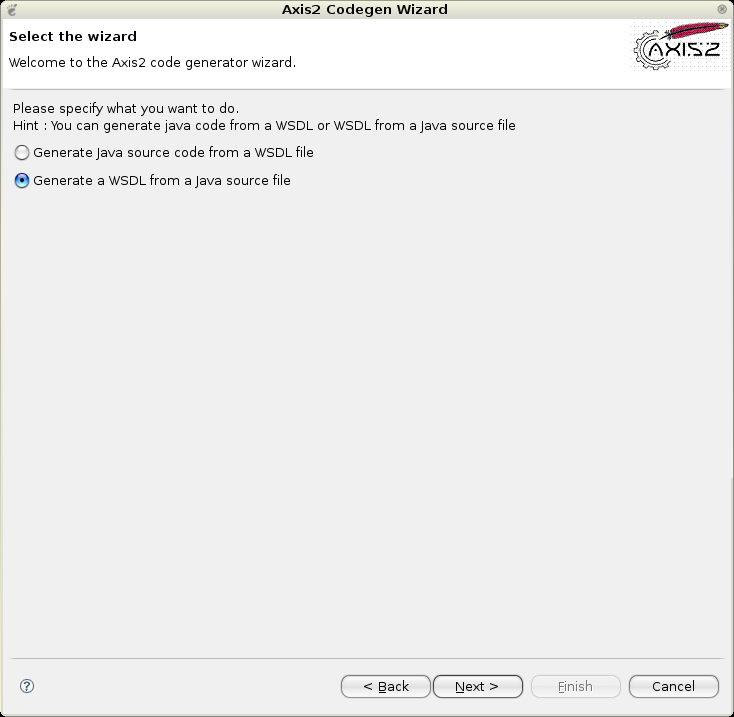 Axis2 Codegen Wizard
Select the wizard
Welcome to the Axis2 code generator wizard.
AXIS2
Please specify what you want to do.
Hint : You can generate java code from a WSDL or WSDL from a Java source file
Generate Java source code from a WSDL file
Generate a WSDL from a Java source file
?
< Back
Next >
Finish
Cancel